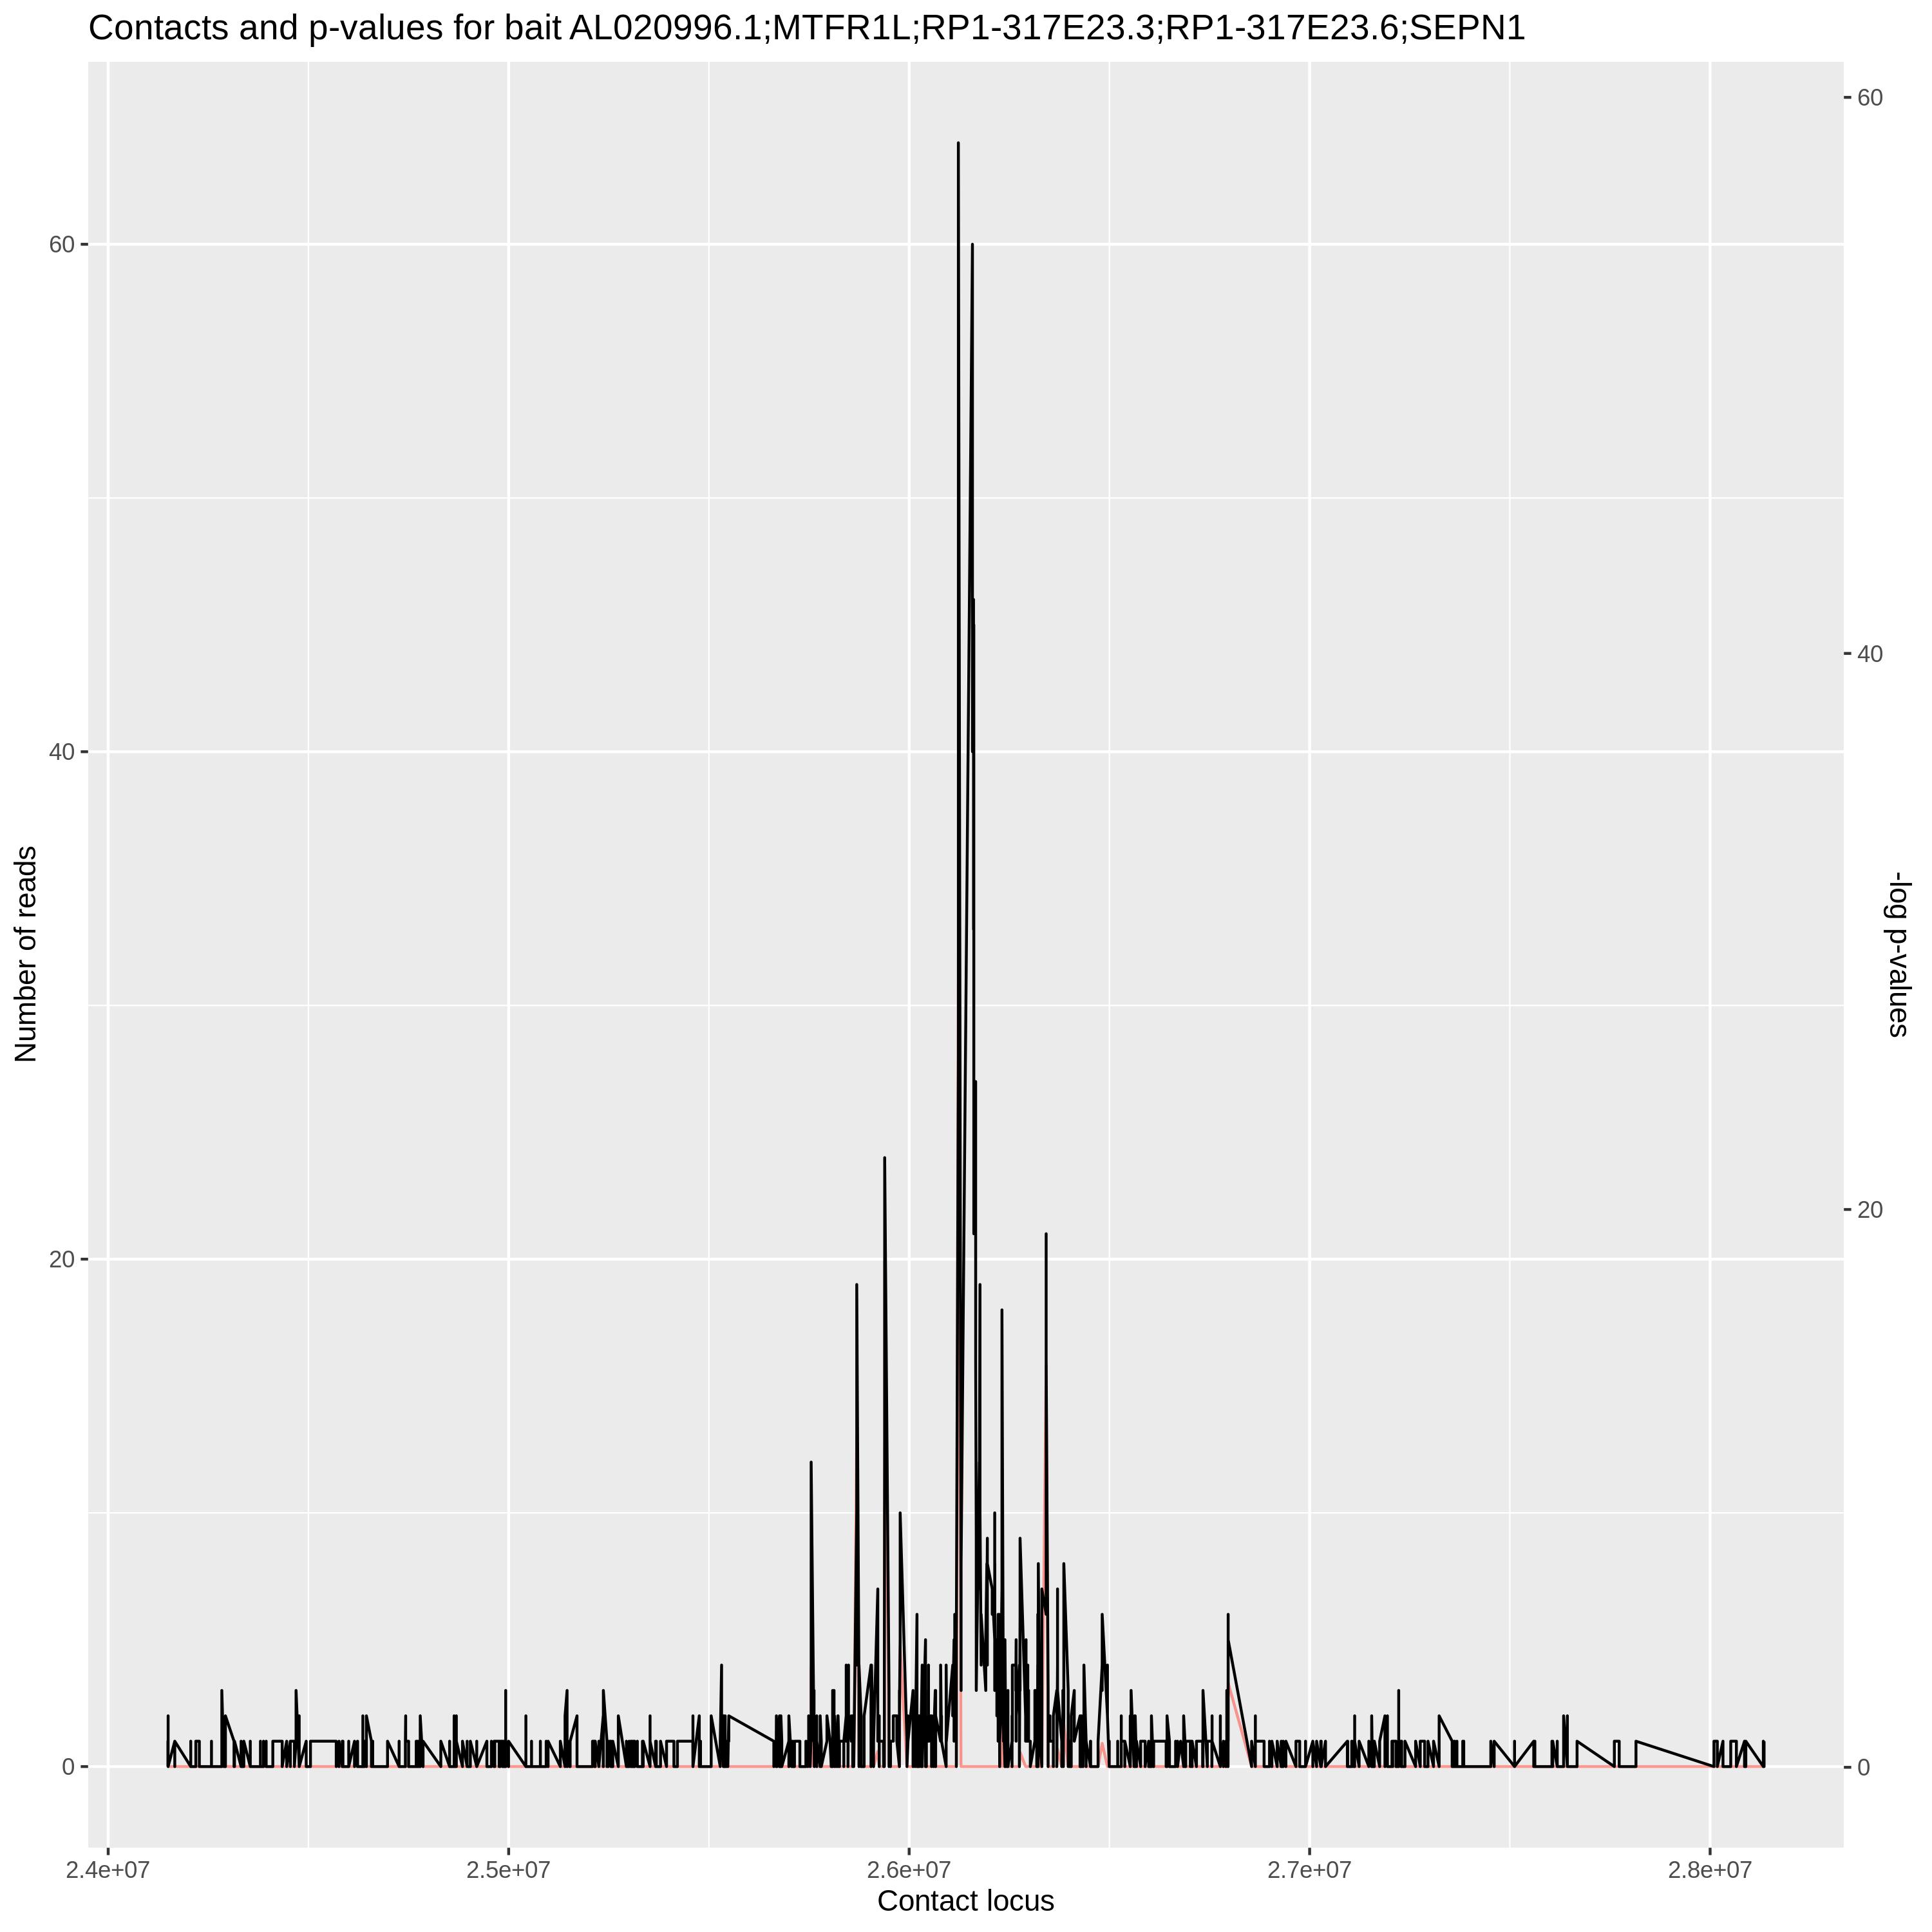 Contacts and p-values for bait AL020996.1;MTFR1L;RP1-317E23.3;RP1-317E23.6;SEPN1
60
40
20
0
Number of reads
60
40
20
0
-log p-values
2.4e+07
2.5e+07
2.6e+07
2.7e+07
2.8e+07
Contact locus